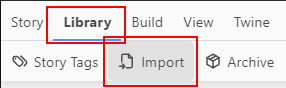 Story Library Build View Twine
Story Tags Import Archive